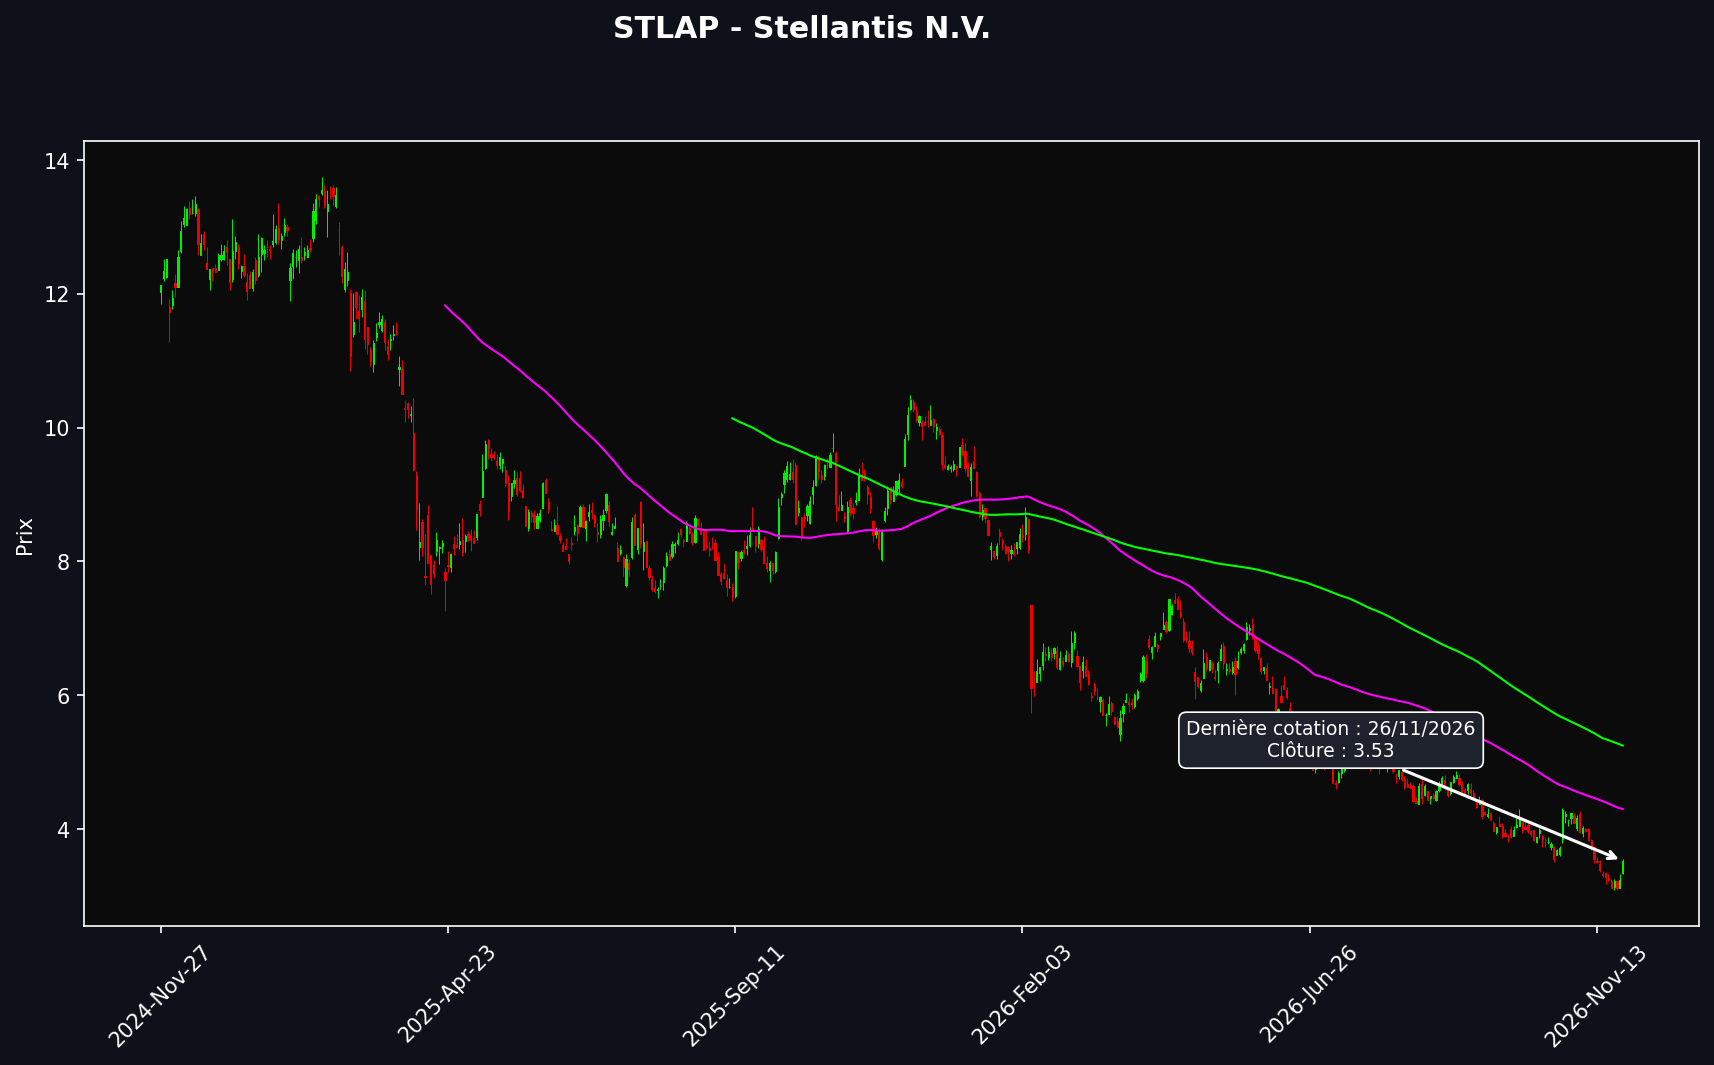 STLAP - Stellantis N.V.
Prix
14
12
10
8
6
4
Dernière cotation : 26/11/2026
Clôture : 3.53
2024-Nov-27
2025-Apr-23
2025-Sep-11
2026-Feb-03
2026-Jun-26
2026-Nov-13